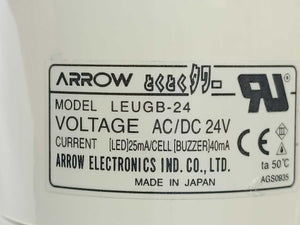 ARROW とくとくタワー
MODEL LEUGB-24
VOLTAGE AC/DC 24V
CURRENT [LED]25mA/CELL [BUZZER]40mA
ARROW ELECTRONICS IND. CO., LTD.
ta 50℃
MADE IN JAPAN
AGS0935